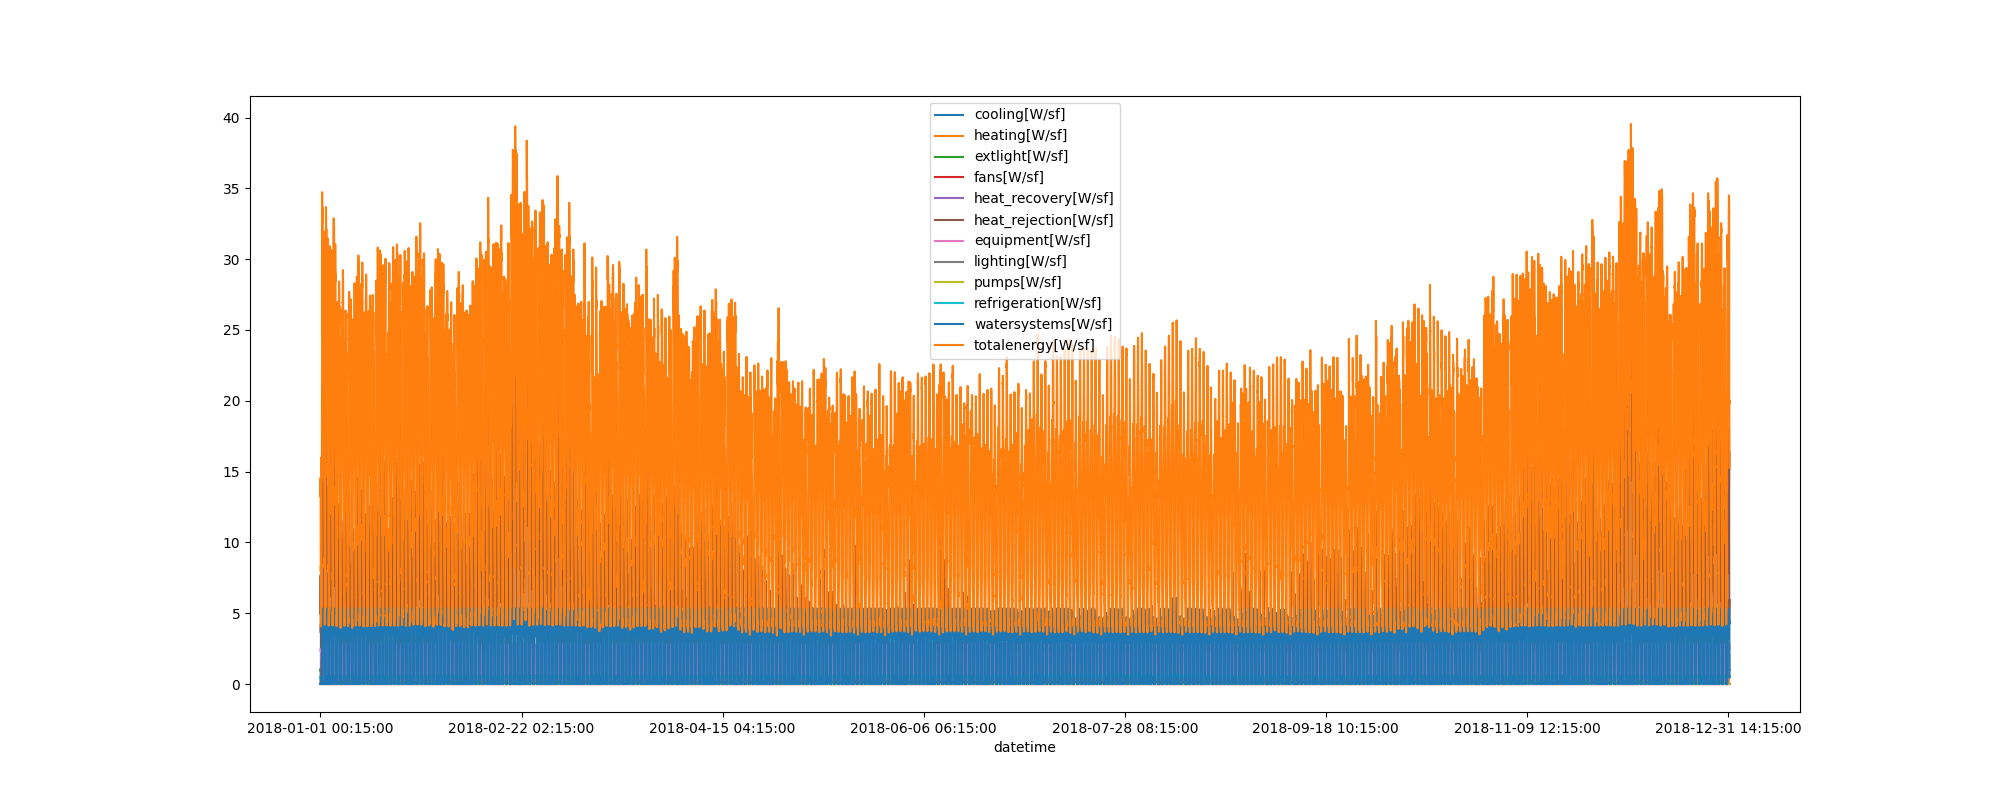 40
35
30
25
20
15
10
5
0
cooling[W/sf]
heating[W/sf]
extlight[W/sf]
fans[W/sf]
heat_recovery[W/sf]
heat_rejection[W/sf]
equipment[W/sf]
lighting[W/sf]
pumps[W/sf]
refrigeration[W/sf]
watersystems[W/sf]
totalenergy[W/sf]
2018-01-01 00:15:00 2018-02-22 02:15:00 2018-04-15 04:15:00 2018-06-06 06:15:00 2018-07-28 08:15:00 2018-09-18 10:15:00 2018-11-09 12:15:00 2018-12-31 14:15:00
datetime